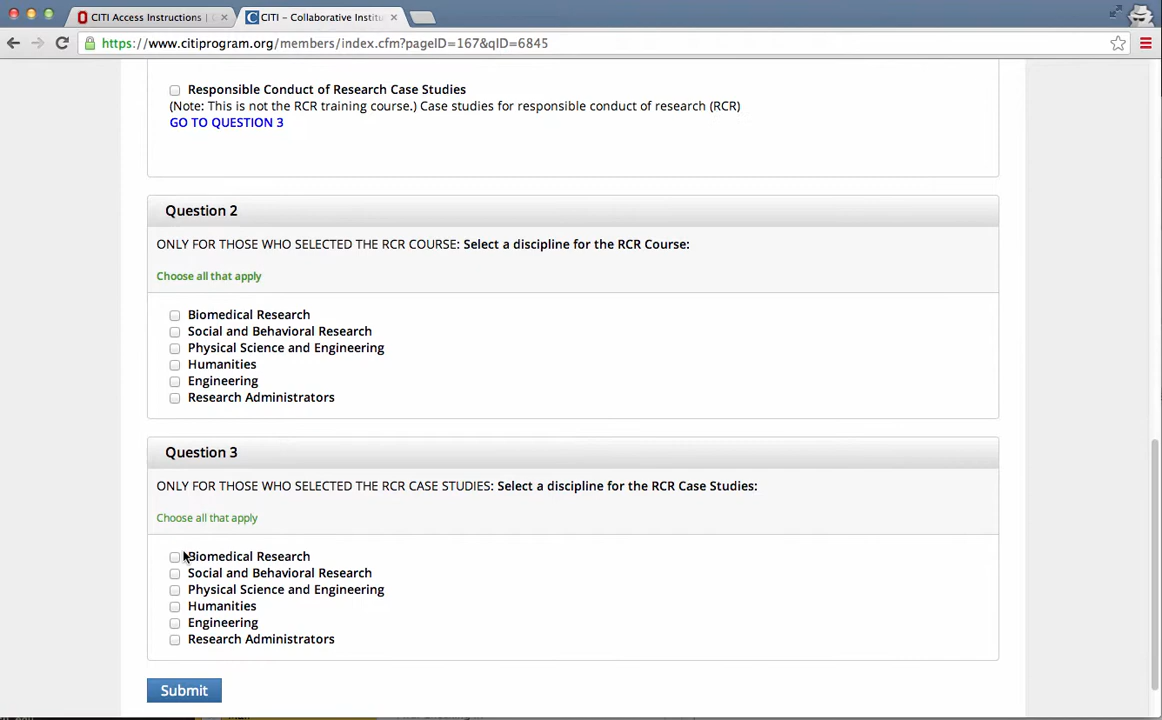 CITI Access Instructions |
CITI – Collaborative Institu
https://www.citiprogram.org/members/index.cfm?pageID=167&qID=6845
Responsible Conduct of Research Case Studies
(Note: This is not the RCR training course.) Case studies for responsible conduct of research (RCR)
GO TO QUESTION 3
Question 2
ONLY FOR THOSE WHO SELECTED THE RCR COURSE: Select a discipline for the RCR Course:
Choose all that apply
Biomedical Research
Social and Behavioral Research
Physical Science and Engineering
Humanities
Engineering
Research Administrators
Question 3
ONLY FOR THOSE WHO SELECTED THE RCR CASE STUDIES: Select a discipline for the RCR Case Studies:
Choose all that apply
Biomedical Research
Social and Behavioral Research
Physical Science and Engineering
Humanities
Engineering
Research Administrators
Submit